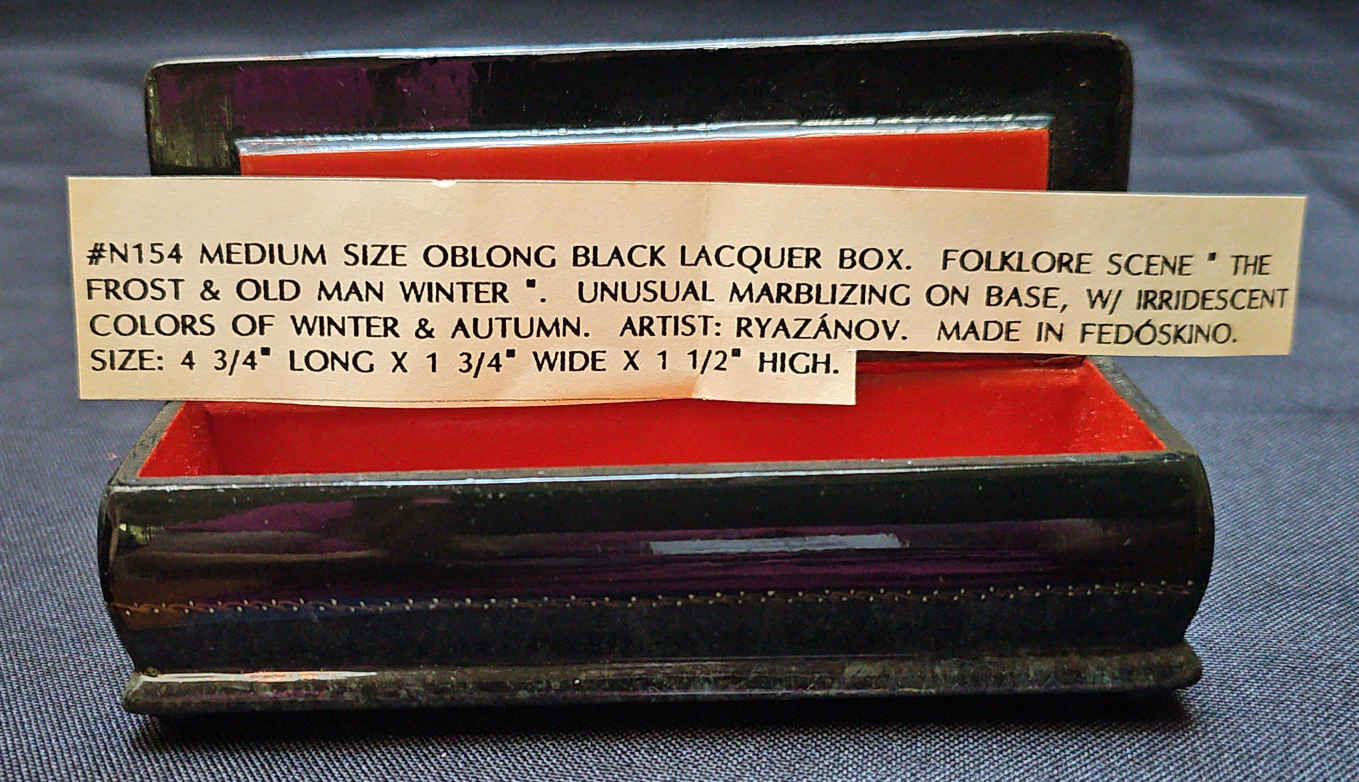 #N154 MEDIUM SIZE OBLONG BLACK LACQUER BOX. FOLKLORE SCENE " THE
FROST & OLD MAN WINTER ". UNUSUAL MARBLIZING ON BASE, W/ IRRIDESCENT
COLORS OF WINTER & AUTUMN. ARTIST: RYAZÁNOV. MADE IN FEDÓSKINO.
SIZE: 4 3/4" LONG X 1 3/4" WIDE X 1 1/2" HIGH.